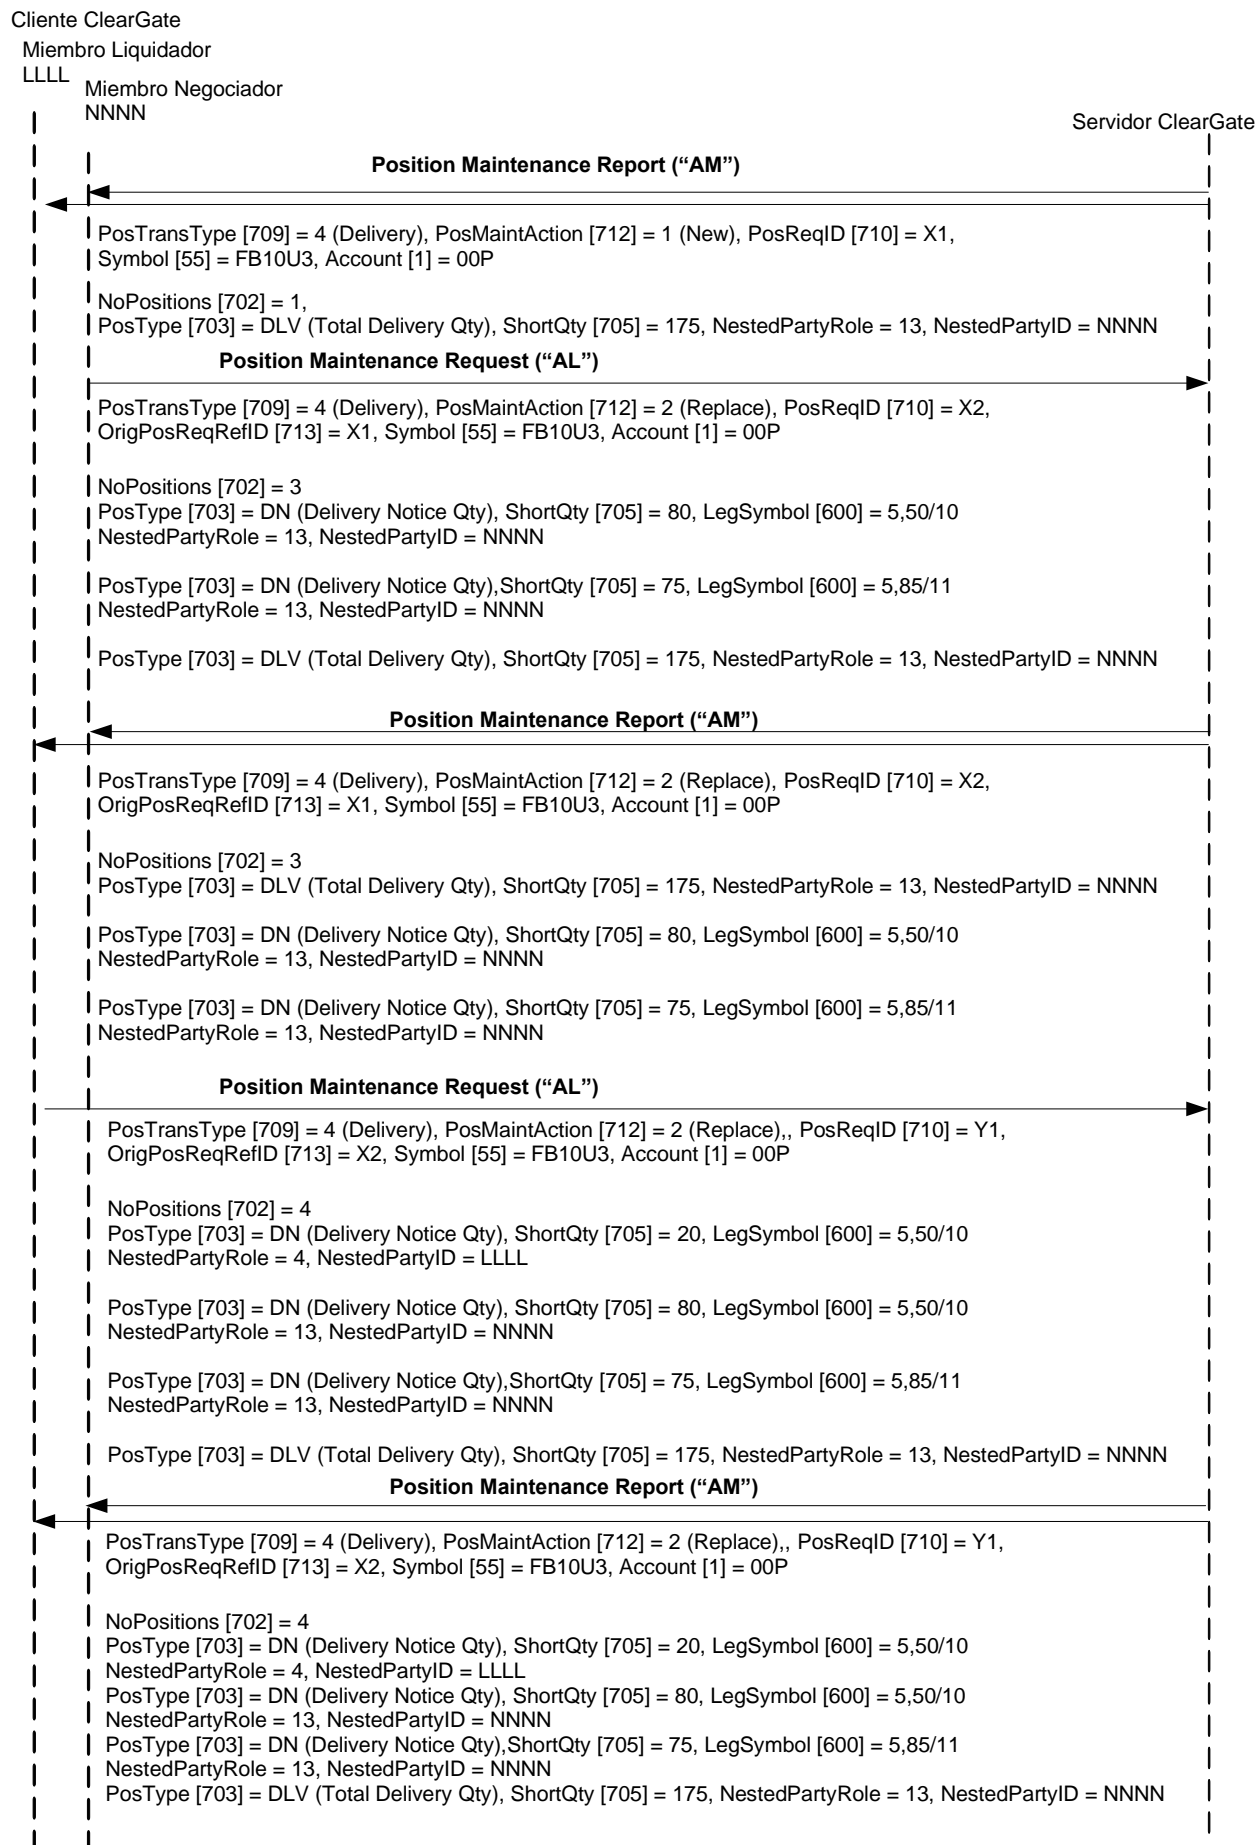 Cliente ClearGate
Miembro Liquidador
LLLL
Miembro Negociador
NNNN
Servidor ClearGate
Position Maintenance Report (“AM”)
PosTransType [709] = 4 (Delivery), PosMaintAction [712] = 1 (New), PosReqID [710] = X1,
Symbol [55] = FB10U3, Account [1] = 00P
NoPositions [702] = 1,
PosType [703] = DLV (Total Delivery Qty), ShortQty [705] = 175, NestedPartyRole = 13, NestedPartyID = NNNN
Position Maintenance Request (“AL”)
PosTransType [709] = 4 (Delivery), PosMaintAction [712] = 2 (Replace), PosReqID [710] = X2,
OrigPosReqRefID [713] = X1, Symbol [55] = FB10U3, Account [1] = 00P
NoPositions [702] = 3
PosType [703] = DN (Delivery Notice Qty), ShortQty [705] = 80, LegSymbol [600] = 5,50/10
NestedPartyRole = 13, NestedPartyID = NNNN
PosType [703] = DN (Delivery Notice Qty),ShortQty [705] = 75, LegSymbol [600] = 5,85/11
NestedPartyRole = 13, NestedPartyID = NNNN
PosType [703] = DLV (Total Delivery Qty), ShortQty [705] = 175, NestedPartyRole = 13, NestedPartyID = NNNN
Position Maintenance Report (“AM”)
PosTransType [709] = 4 (Delivery), PosMaintAction [712] = 2 (Replace), PosReqID [710] = X2,
OrigPosReqRefID [713] = X1, Symbol [55] = FB10U3, Account [1] = 00P
NoPositions [702] = 3
PosType [703] = DLV (Total Delivery Qty), ShortQty [705] = 175, NestedPartyRole = 13, NestedPartyID = NNNN
PosType [703] = DN (Delivery Notice Qty), ShortQty [705] = 80, LegSymbol [600] = 5,50/10
NestedPartyRole = 13, NestedPartyID = NNNN
PosType [703] = DN (Delivery Notice Qty), ShortQty [705] = 75, LegSymbol [600] = 5,85/11
NestedPartyRole = 13, NestedPartyID = NNNN
Position Maintenance Request (“AL”)
PosTransType [709] = 4 (Delivery), PosMaintAction [712] = 2 (Replace),, PosReqID [710] = Y1,
OrigPosReqRefID [713] = X2, Symbol [55] = FB10U3, Account [1] = 00P
NoPositions [702] = 4
PosType [703] = DN (Delivery Notice Qty), ShortQty [705] = 20, LegSymbol [600] = 5,50/10
NestedPartyRole = 4, NestedPartyID = LLLL
PosType [703] = DN (Delivery Notice Qty), ShortQty [705] = 80, LegSymbol [600] = 5,50/10
NestedPartyRole = 13, NestedPartyID = NNNN
PosType [703] = DN (Delivery Notice Qty),ShortQty [705] = 75, LegSymbol [600] = 5,85/11
NestedPartyRole = 13, NestedPartyID = NNNN
PosType [703] = DLV (Total Delivery Qty), ShortQty [705] = 175, NestedPartyRole = 13, NestedPartyID = NNNN
Position Maintenance Report (“AM”)
PosTransType [709] = 4 (Delivery), PosMaintAction [712] = 2 (Replace),, PosReqID [710] = Y1,
OrigPosReqRefID [713] = X2, Symbol [55] = FB10U3, Account [1] = 00P
NoPositions [702] = 4
PosType [703] = DN (Delivery Notice Qty), ShortQty [705] = 20, LegSymbol [600] = 5,50/10
NestedPartyRole = 4, NestedPartyID = LLLL
PosType [703] = DN (Delivery Notice Qty), ShortQty [705] = 80, LegSymbol [600] = 5,50/10
NestedPartyRole = 13, NestedPartyID = NNNN
PosType [703] = DN (Delivery Notice Qty),ShortQty [705] = 75, LegSymbol [600] = 5,85/11
NestedPartyRole = 13, NestedPartyID = NNNN
PosType [703] = DLV (Total Delivery Qty), ShortQty [705] = 175, NestedPartyRole = 13, NestedPartyID = NNNN